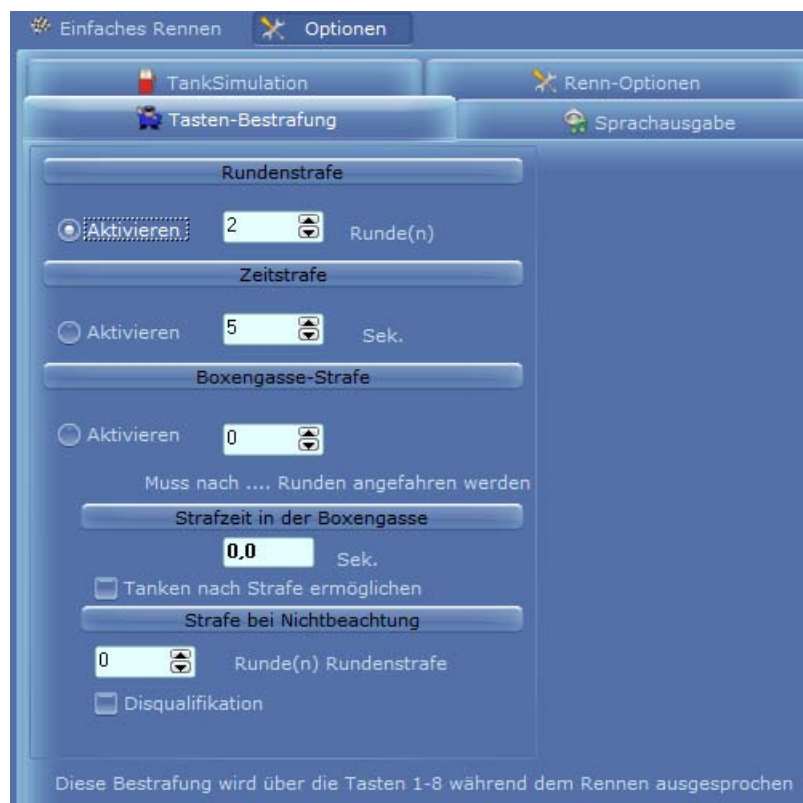 Einfaches Rennen Optionen
TankSimulation Renn-Optionen
Tasten-Bestrafung Sprachausgabe
Rundenstrafe
Aktivieren 2 Runde(n)
Zeitstrafe
Aktivieren 5 Sek.
Boxengasse-Strafe
Aktivieren 0
Muss nach .... Runden angefahren werden
Strafzeit in der Boxengasse
0,0 Sek.
Tanken nach Strafe ermöglichen
Strafe bei Nichtbeachtung
0 Runde(n) Rundenstrafe
Disqualifikation
Diese Bestrafung wird über die Tasten 1-8 während dem Rennen ausgesprochen